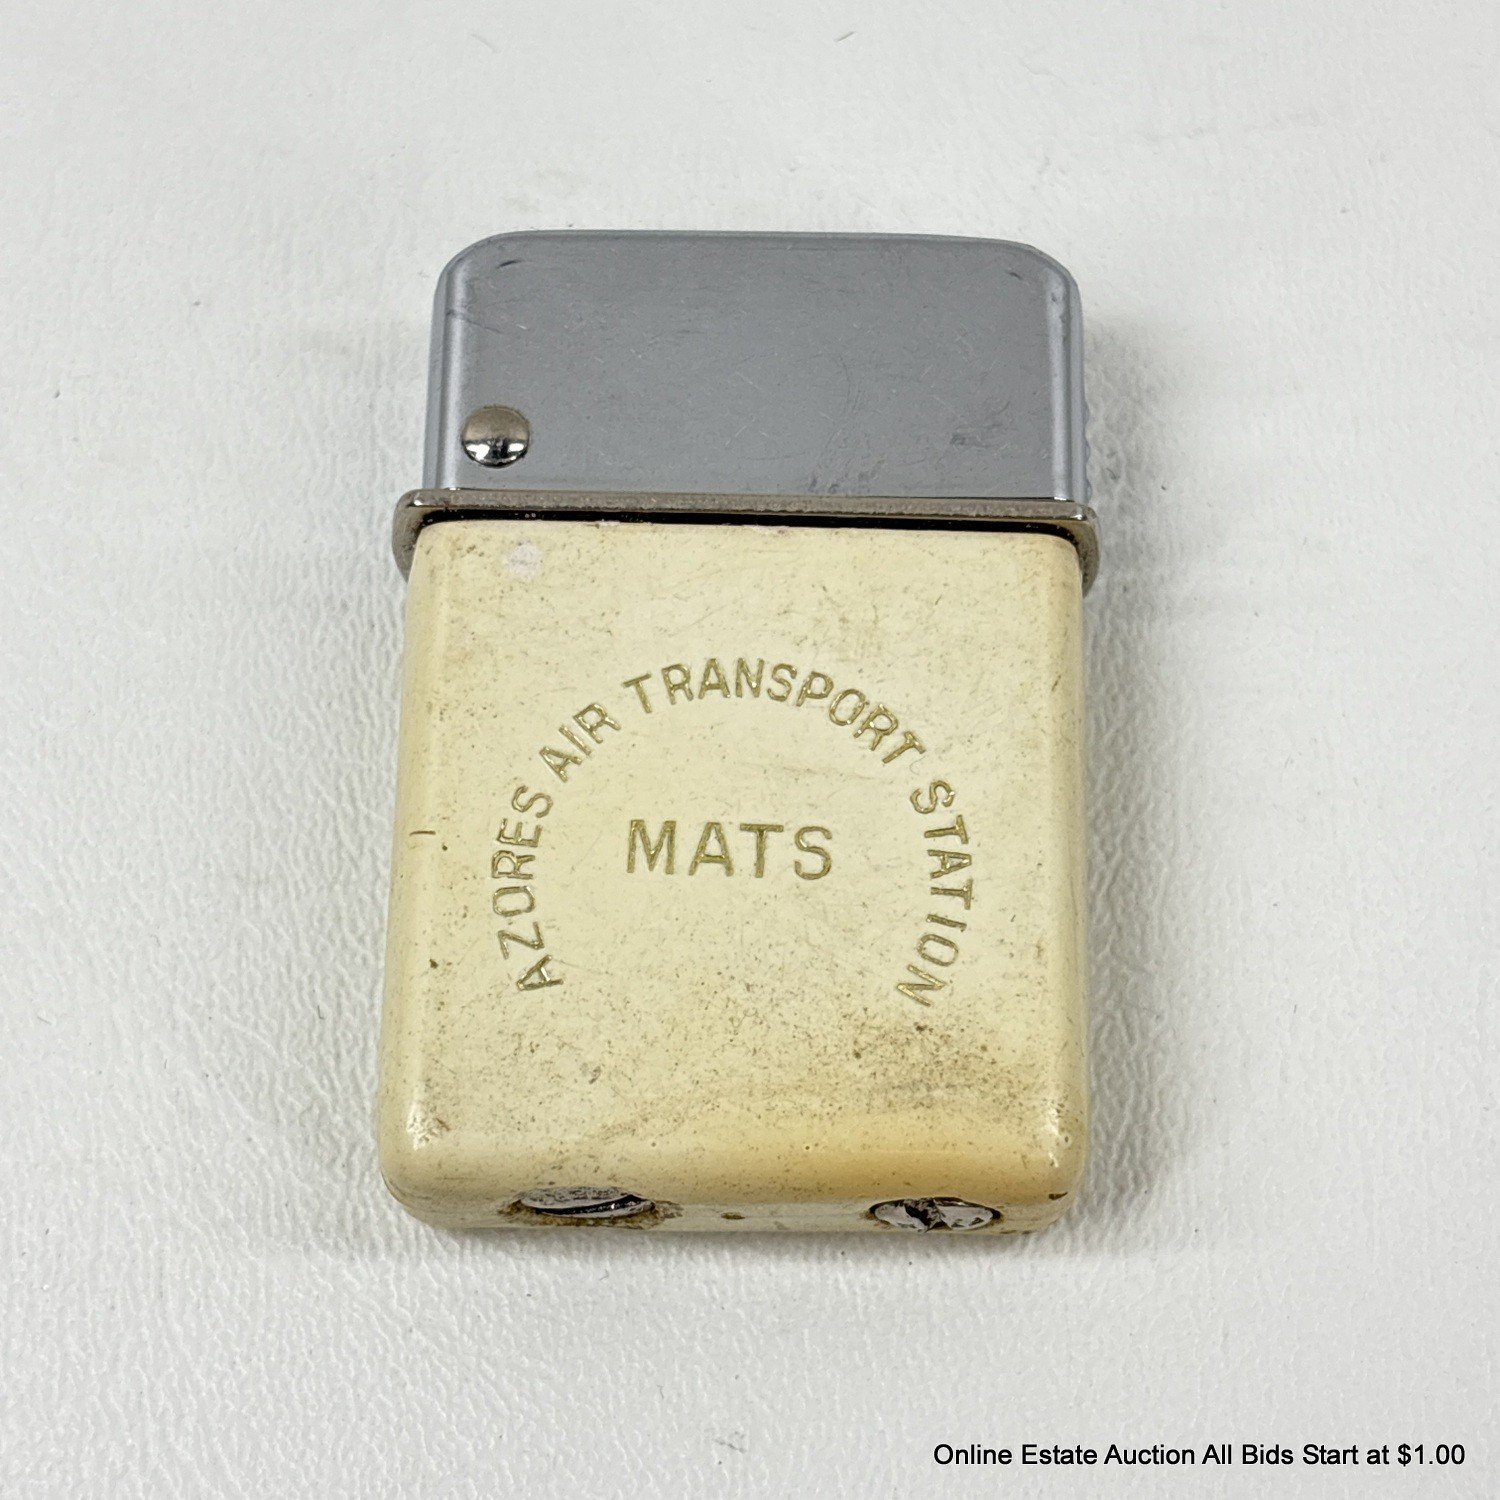 AZORES AIR TRANSPORT STATION
MATS
Online Estate Auction All Bids Start at $1.00